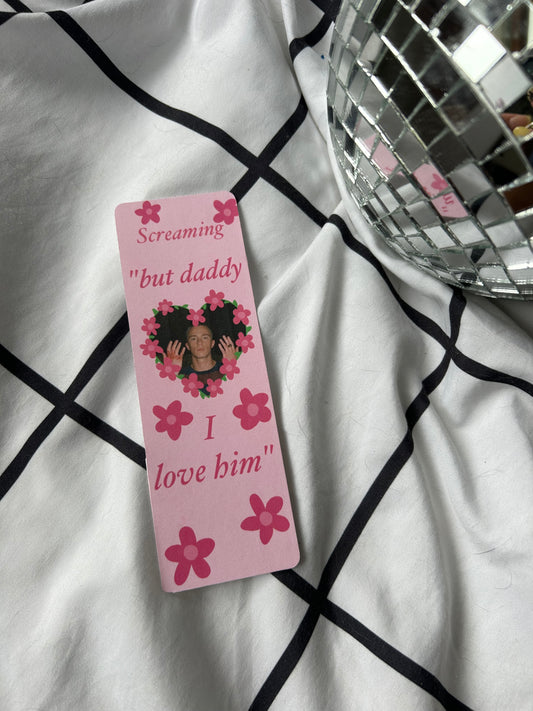 Screaming
"but daddy
I
love him"